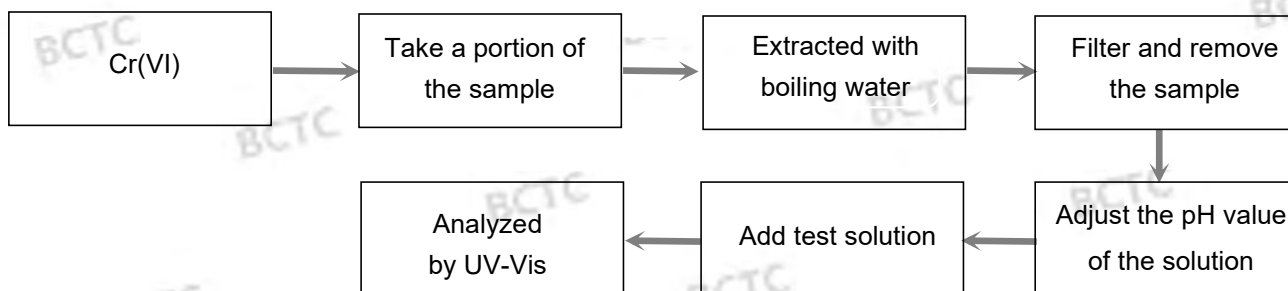 Cr(VI)
Take a portion of
the sample
Extracted with
boiling water
Filter and remove
the sample
Adjust the pH value
of the solution
Add test solution
Analyzed
by UV-Vis
BCTC
BCTC
BCTC
BCTC
BCTC